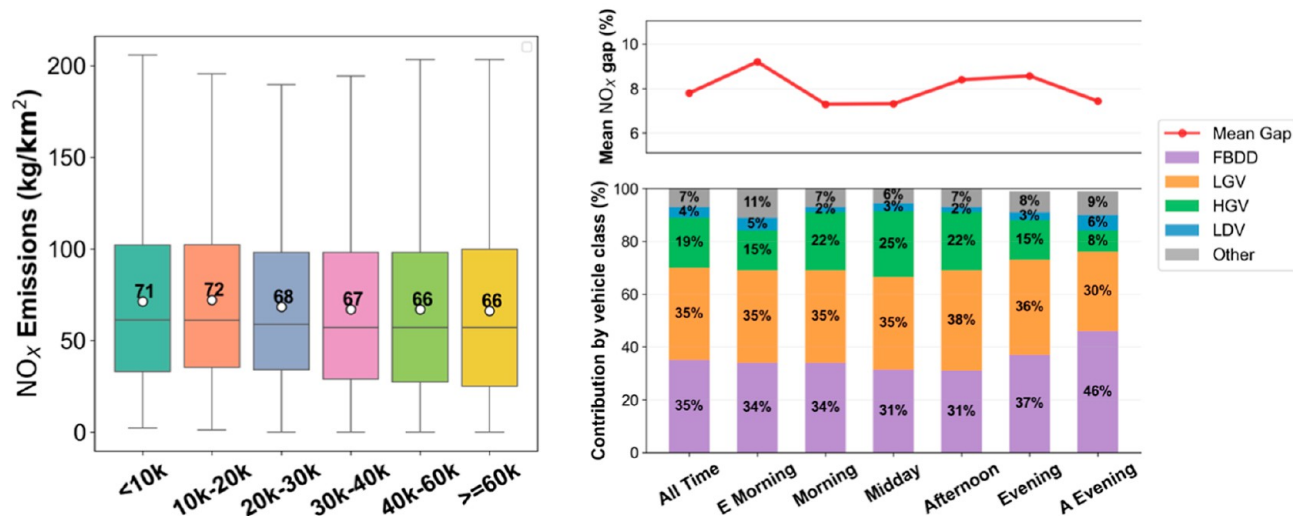 NOX Emissions (kg/km²)
200
150
100
50
0
71
72
68
67
66
66
<10k
10k-20k
20k-30k
30k-40k
40k-60k
>=60k
Mean NOX gap (%)
10
8
6
Contribution by vehicle class (%)
100
80
60
40
20
0
7% 11% 7% 6% 7% 8% 9%
4% 5% 2% 3% 2% 3% 6%
19% 15% 22% 25% 22% 15% 8%
35% 35% 35% 35% 38% 36% 30%
35% 34% 34% 31% 31% 37% 46%
All Time
E Morning
Morning
Midday
Afternoon
Evening
A Evening
Mean Gap
FBDD
LGV
HGV
LDV
Other